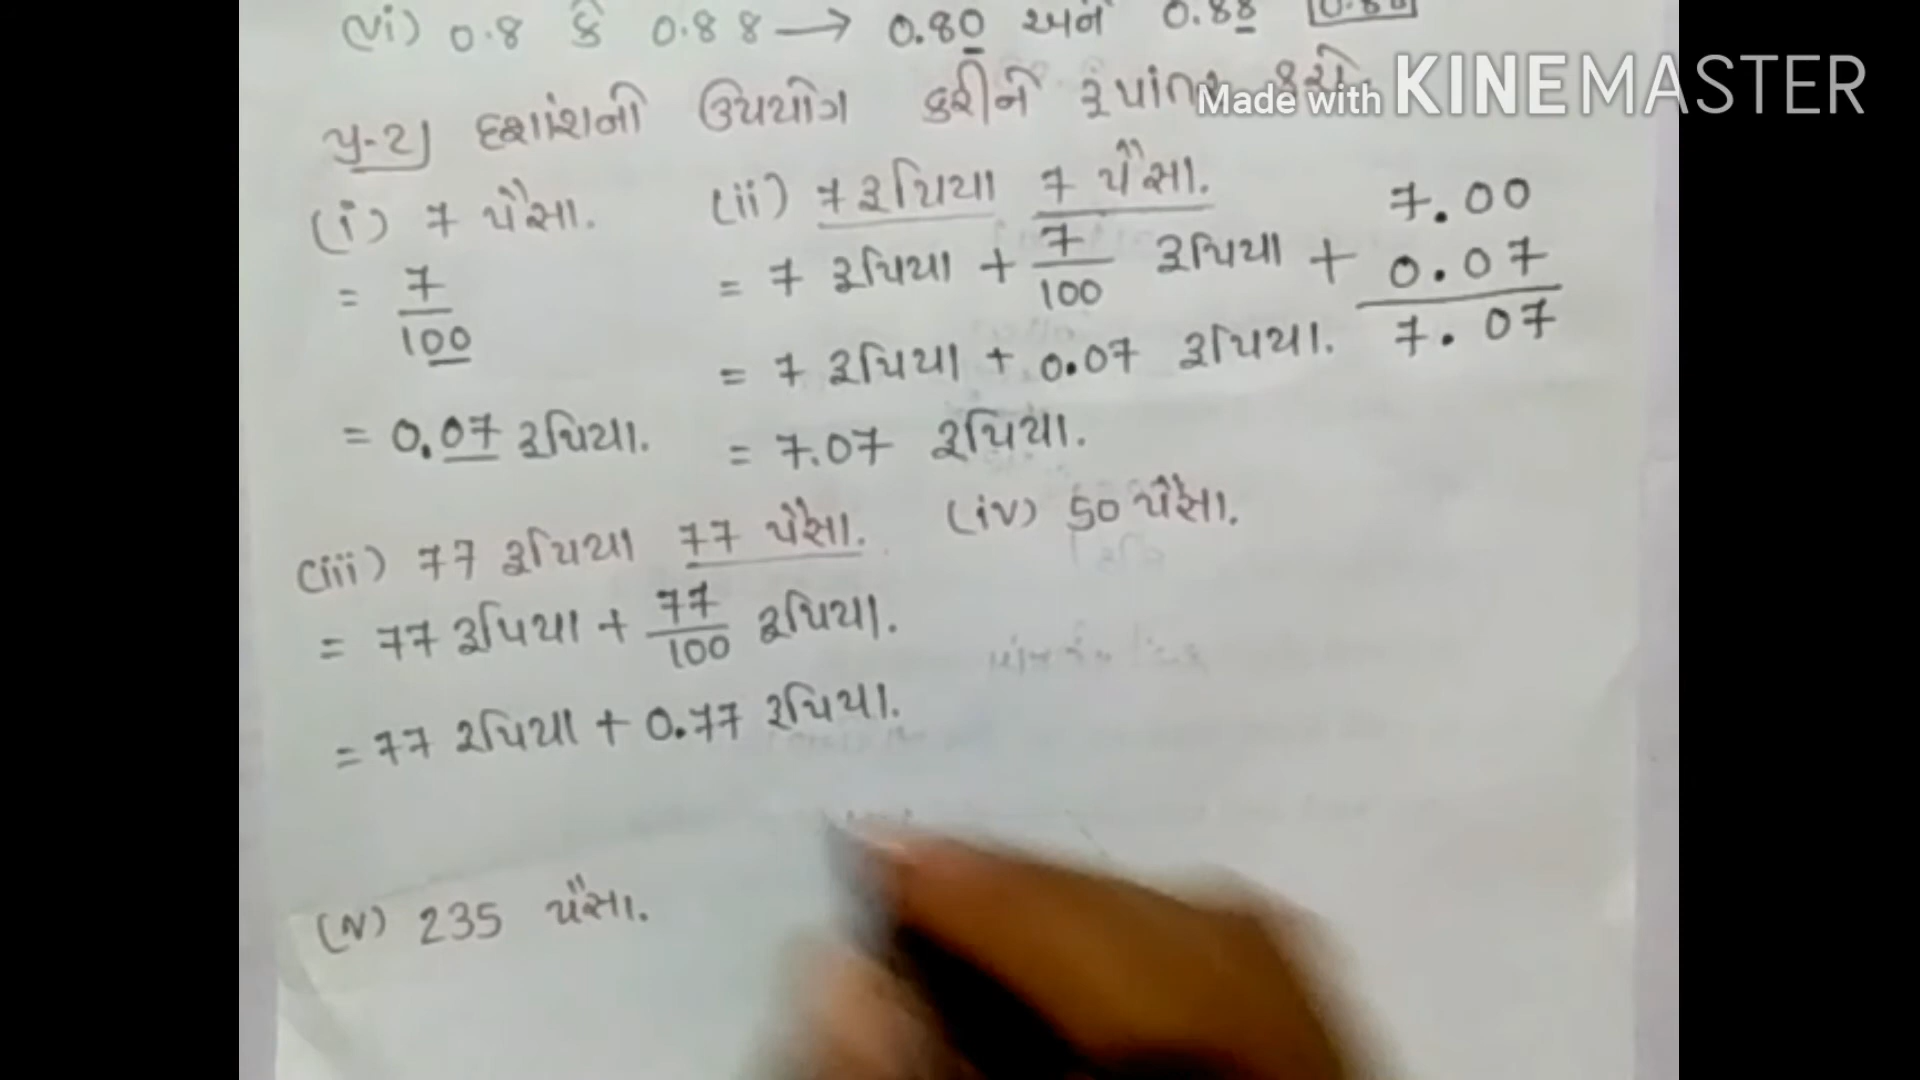 (vi) 0.8 કે 0.88 → 0.80 અને 0.88 0.88
Made with KINEMASTER
પ્ર-2] દશાંશની ઉપયોગ કરીને રૂપાંતર કરો.
(i) 7 પૈસા.
= 7/100
= 0.07 રૂપિયા.
(ii) 7 રૂપિયા 7 પૈસા.
= 7 રૂપિયા + 7/100 રૂપિયા
= 7 રૂપિયા + 0.07 રૂપિયા.
= 7.07 રૂપિયા.
7.00
+ 0.07
7.07
(iii) 77 રૂપિયા 77 પૈસા.
= 77 રૂપિયા + 77/100 રૂપિયા.
= 77 રૂપિયા + 0.77 રૂપિયા.
(iv) 50 પૈસા.
(v) 235 પૈસા.